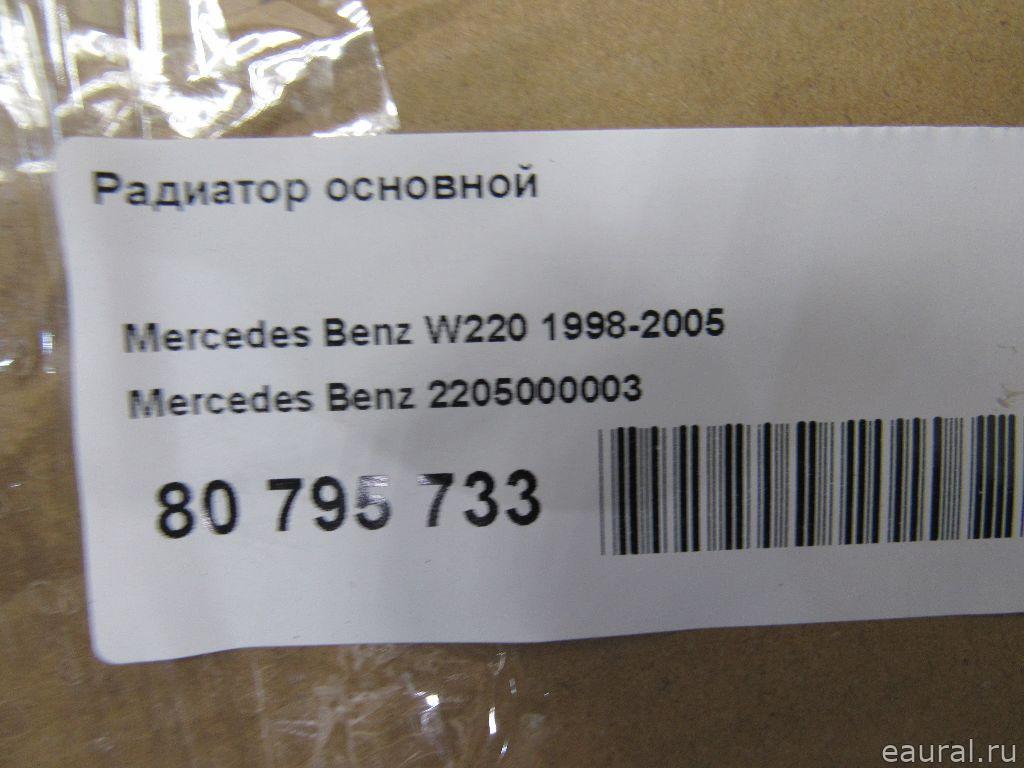 Радиатор основной
Mercedes Benz W220 1998-2005
Mercedes Benz 2205000003
80 795 733
eaural.ru